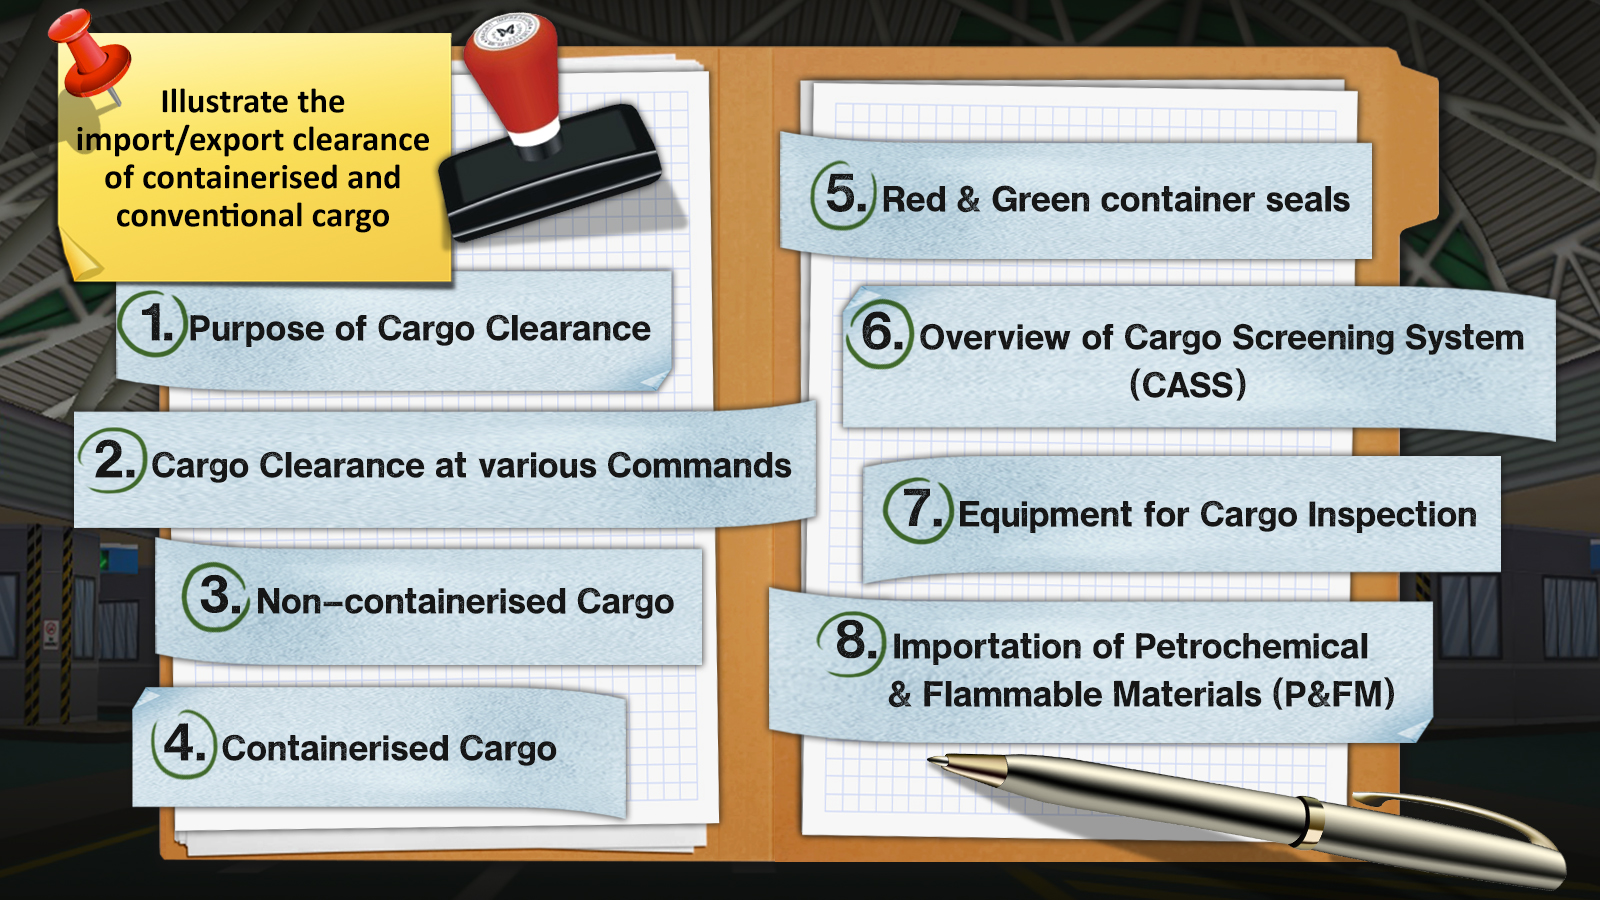 Illustrate the
import/export clearance
of containerised and
conventional cargo
1. Purpose of Cargo Clearance
2. Cargo Clearance at various Commands
3. Non-containerised Cargo
4. Containerised Cargo
5. Red & Green container seals
6. Overview of Cargo Screening System
(CASS)
7. Equipment for Cargo Inspection
8. Importation of Petrochemical
& Flammable Materials (P&FM)